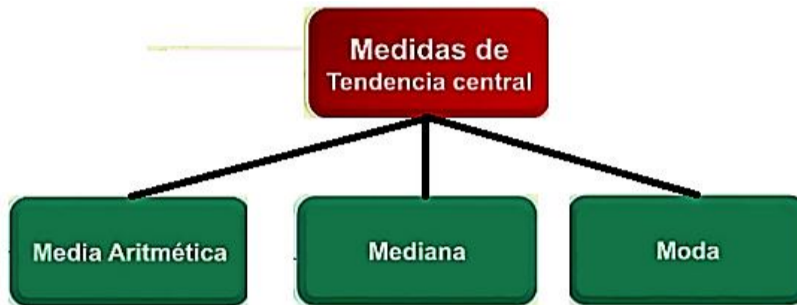 Medidas de
Tendencia central
Media Aritmética
Mediana
Moda